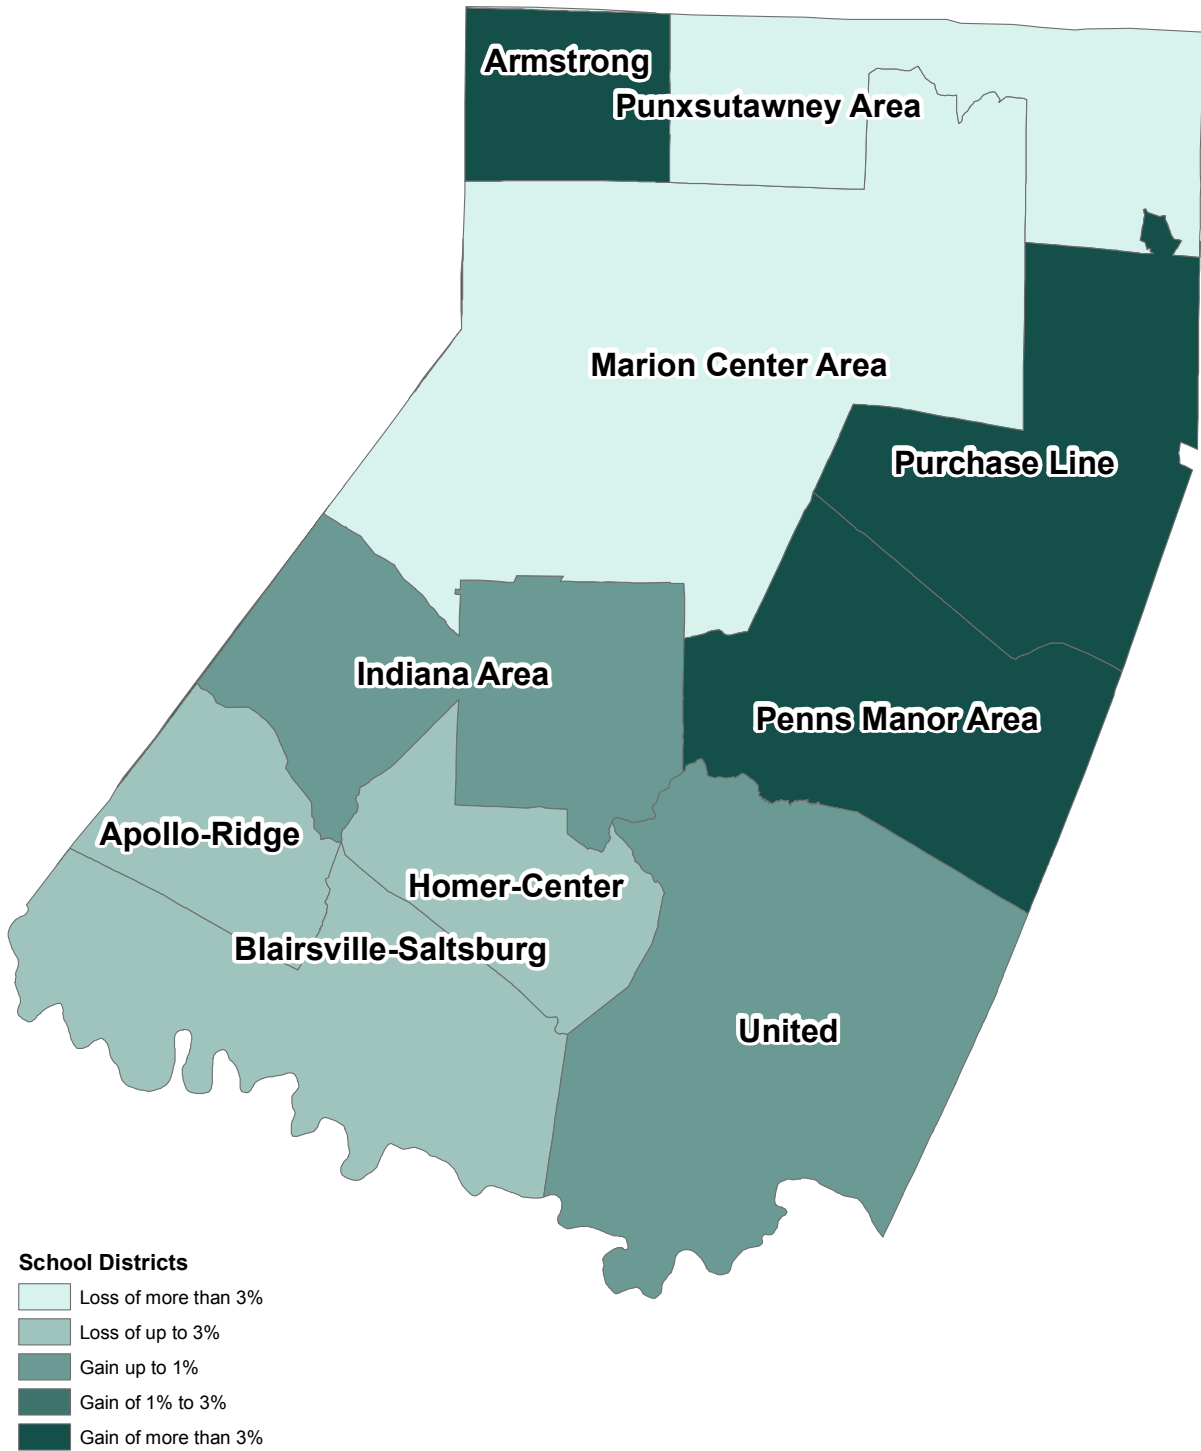 Armstrong
Punxsutawney Area
Marion Center Area
Purchase Line
Indiana Area
Penns Manor Area
Apollo-Ridge
Homer-Center
Blairsville-Saltsburg
United
School Districts
Loss of more than 3%
Loss of up to 3%
Gain up to 1%
Gain of 1% to 3%
Gain of more than 3%